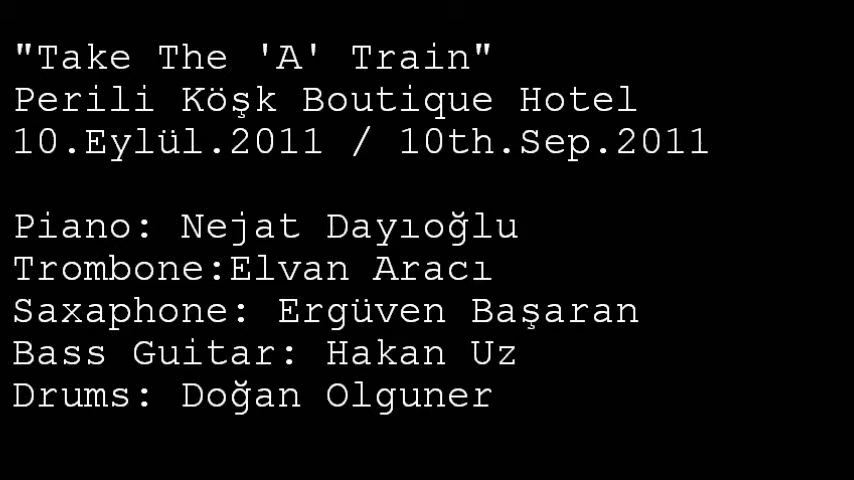 "Take The 'A' Train"
Perili Köşk Boutique Hotel
10.Eylül.2011 / 10th.Sep.2011
Piano: Nejat Dayıoğlu
Trombone:Elvan Aracı
Saxaphone: Ergüven Başaran
Bass Guitar: Hakan Uz
Drums: Doğan Olguner